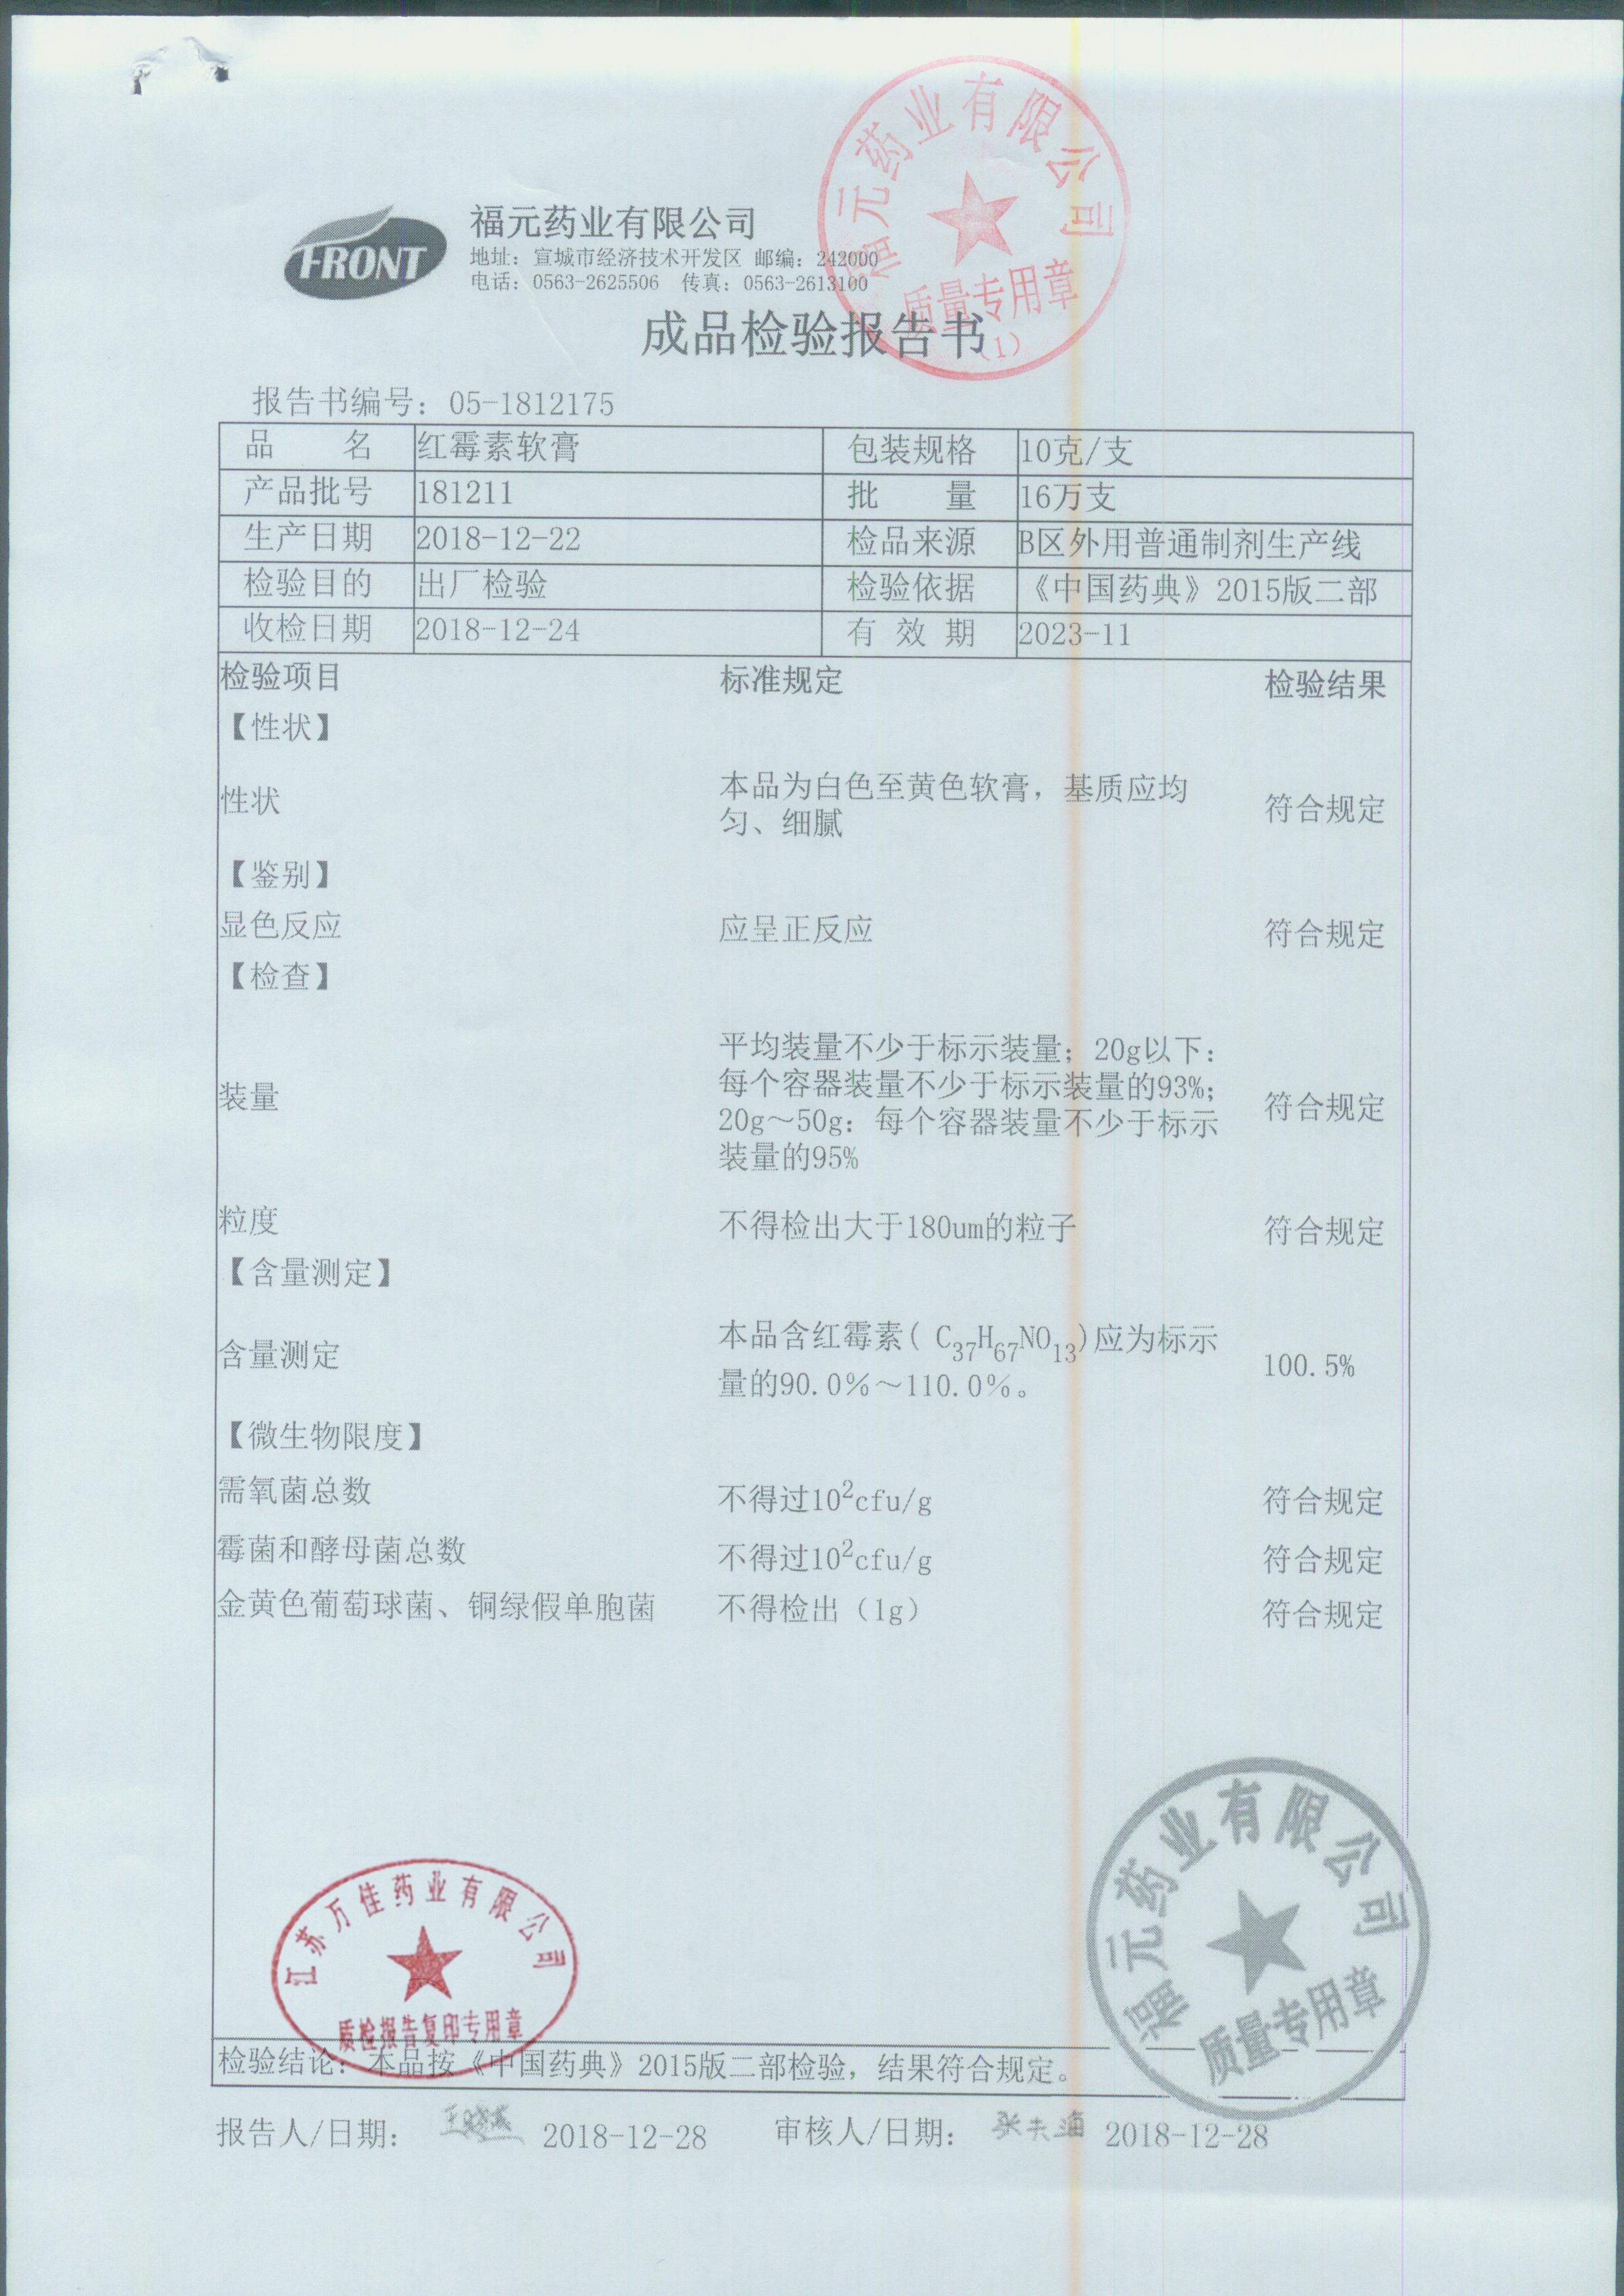 福元药业有限公司
FRONT
福元药业有限公司
地址：宣城市经济技术开发区 邮编：242000
电话：0563-2625506 传真：0563-2613100
质量专用章
（1）
成品检验报告书
报告书编号：05-1812175
品 名 红霉素软膏 包装规格 10克/支
产品批号 181211 批 量 16万支
生产日期 2018-12-22 检品来源 B区外用普通制剂生产线
检验目的 出厂检验 检验依据 《中国药典》2015版二部
收检日期 2018-12-24 有 效 期 2023-11
检验项目 标准规定 检验结果
【性状】
性状 本品为白色至黄色软膏，基质应均 符合规定
匀、细腻
【鉴别】
显色反应 应呈正反应 符合规定
【检查】
平均装量不少于标示装量；20g以下：
装量 每个容器装量不少于标示装量的93%； 符合规定
20g～50g：每个容器装量不少于标示
装量的95%
粒度 不得检出大于180um的粒子 符合规定
【含量测定】
含量测定 本品含红霉素( C₃₇H₆₇NO₁₃)应为标示 100.5%
量的90.0%～110.0%。
【微生物限度】
需氧菌总数 不得过10²cfu/g 符合规定
霉菌和酵母菌总数 不得过10²cfu/g 符合规定
金黄色葡萄球菌、铜绿假单胞菌 不得检出（1g） 符合规定
江苏万佳药业有限公司
质检报告复印专用章
福元药业有限公司
质量专用章
检验结论：本品按《中国药典》2015版二部检验，结果符合规定。
报告人/日期： 2018-12-28 审核人/日期： 2018-12-28